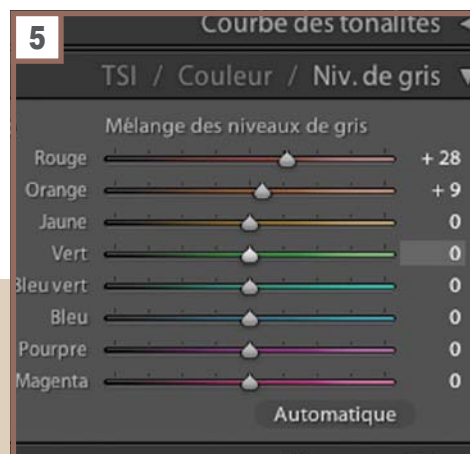 5
Courbe des tonalités
TSI / Couleur / Niv. de gris
Mélange des niveaux de gris
Rouge + 28
Orange + 9
Jaune 0
Vert 0
Bleu vert 0
Bleu 0
Pourpre 0
Magenta 0
Automatique